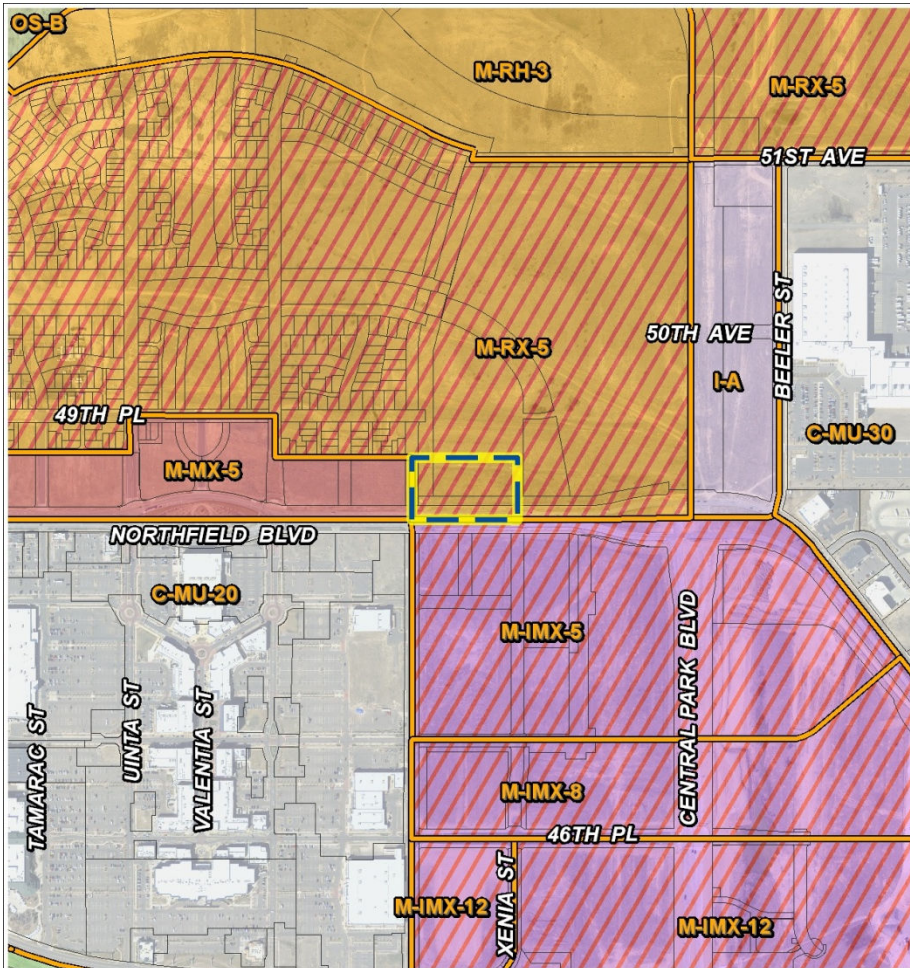 OS-B
M-RH-3
M-RX-5
51ST AVE
50TH AVE
M-RX-5
I-A
BEELER ST
49TH PL
C-MU-30
M-MX-5
NORTHFIELD BLVD
C-MU-20
M-IMX-5
CENTRAL PARK BLVD
TAMARAC ST
UINTA ST
VALENTIA ST
M-IMX-8
46TH PL
XENIA ST
M-IMX-12
M-IMX-12